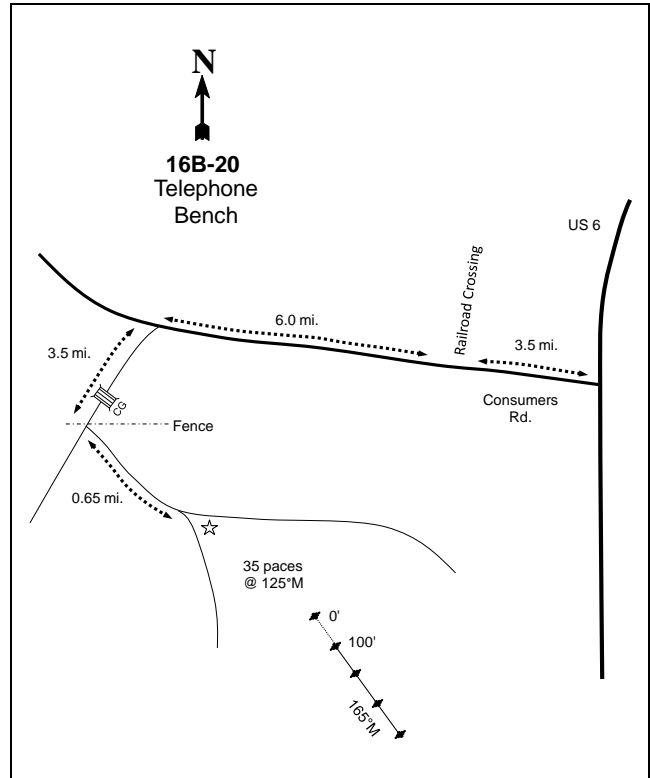 N
16B-20
Telephone
Bench
US 6
Railroad Crossing
6.0 mi.
3.5 mi.
3.5 mi.
Consumers
Rd.
CG
Fence
0.65 mi.
35 paces
@ 125°M
0'
100'
165°M